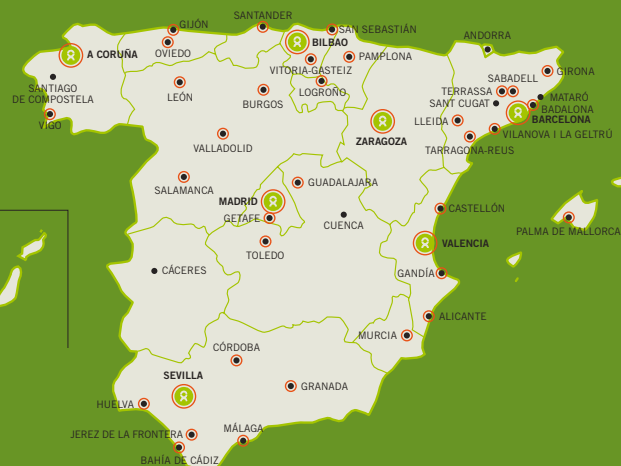 SANTANDER
GIJÓN
SAN SEBASTIÁN
ANDORRA
A CORUÑA
OVIEDO
BILBAO
PAMPLONA
VITORIA-GASTEIZ
GIRONA
SABADELL
SANTIAGO
DE COMPOSTELA
LEÓN
BURGOS
LOGROÑO
TERRASSA
MATARÓ
SANT CUGAT
BADALONA
VIGO
LLEIDA
BARCELONA
ZARAGOZA
VILANOVA I LA GELTRÚ
VALLADOLID
TARRAGONA-REUS
SALAMANCA
GUADALAJARA
MADRID
CASTELLÓN
GETAFE
CUENCA
PALMA DE MALLORCA
TOLEDO
VALENCIA
CÁCERES
GANDÍA
ALICANTE
MURCIA
CÓRDOBA
SEVILLA
GRANADA
HUELVA
MÁLAGA
JEREZ DE LA FRONTERA
BAHÍA DE CÁDIZ